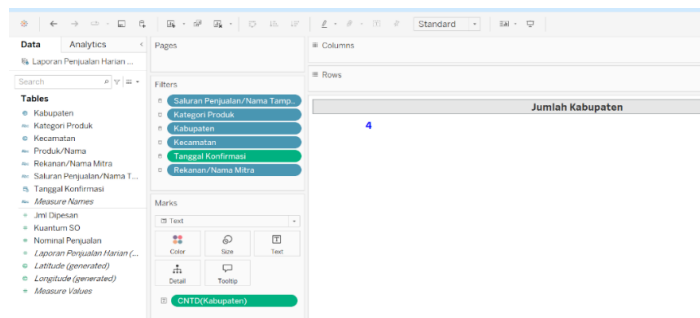 Standard
Data Analytics
Pages
Columns
Laporan Penjualan Harian ...
Rows
Search
Filters
Tables
Kabupaten
Kategori Produk
Kecamatan
Produk/Nama
Rekanan/Nama Mitra
Saluran Penjualan/Nama T...
Tanggal Konfirmasi
Measure Names
Jml Dipesan
Kuantum SO
Nominal Penjualan
Laporan Penjualan Harian (...
Latitude (generated)
Longitude (generated)
Measure Values
Saluran Penjualan/Nama Tamp..
Kategori Produk
Kabupaten
Kecamatan
Tanggal Konfirmasi
Rekanan/Nama Mitra
Marks
Text
Color Size Text
Detail Tooltip
CNTD(Kabupaten)
Jumlah Kabupaten
4